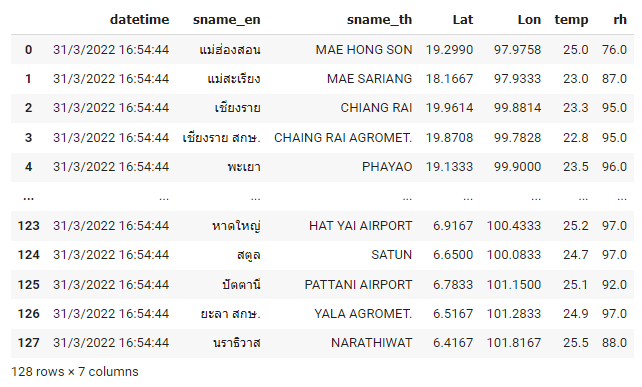 datetime sname_en sname_th Lat Lon temp rh
0 31/3/2022 16:54:44 แม่ฮ่องสอน MAE HONG SON 19.2990 97.9758 25.0 76.0
1 31/3/2022 16:54:44 แม่สะเรียง MAE SARIANG 18.1667 97.9333 23.0 87.0
2 31/3/2022 16:54:44 เชียงราย CHIANG RAI 19.9614 99.8814 23.3 95.0
3 31/3/2022 16:54:44 เชียงราย สกษ. CHAING RAI AGROMET. 19.8708 99.7828 22.8 95.0
4 31/3/2022 16:54:44 พะเยา PHAYAO 19.1333 99.9000 23.5 96.0
... ... ... ... ... ... ... ...
123 31/3/2022 16:54:44 หาดใหญ่ HAT YAI AIRPORT 6.9167 100.4333 25.2 97.0
124 31/3/2022 16:54:44 สตูล SATUN 6.6500 100.0833 24.7 97.0
125 31/3/2022 16:54:44 ปัตตานี PATTANI AIRPORT 6.7833 101.1500 25.1 92.0
126 31/3/2022 16:54:44 ยะลา สกษ. YALA AGROMET. 6.5167 101.2833 24.9 97.0
127 31/3/2022 16:54:44 นราธิวาส NARATHIWAT 6.4167 101.8167 25.5 88.0
128 rows × 7 columns